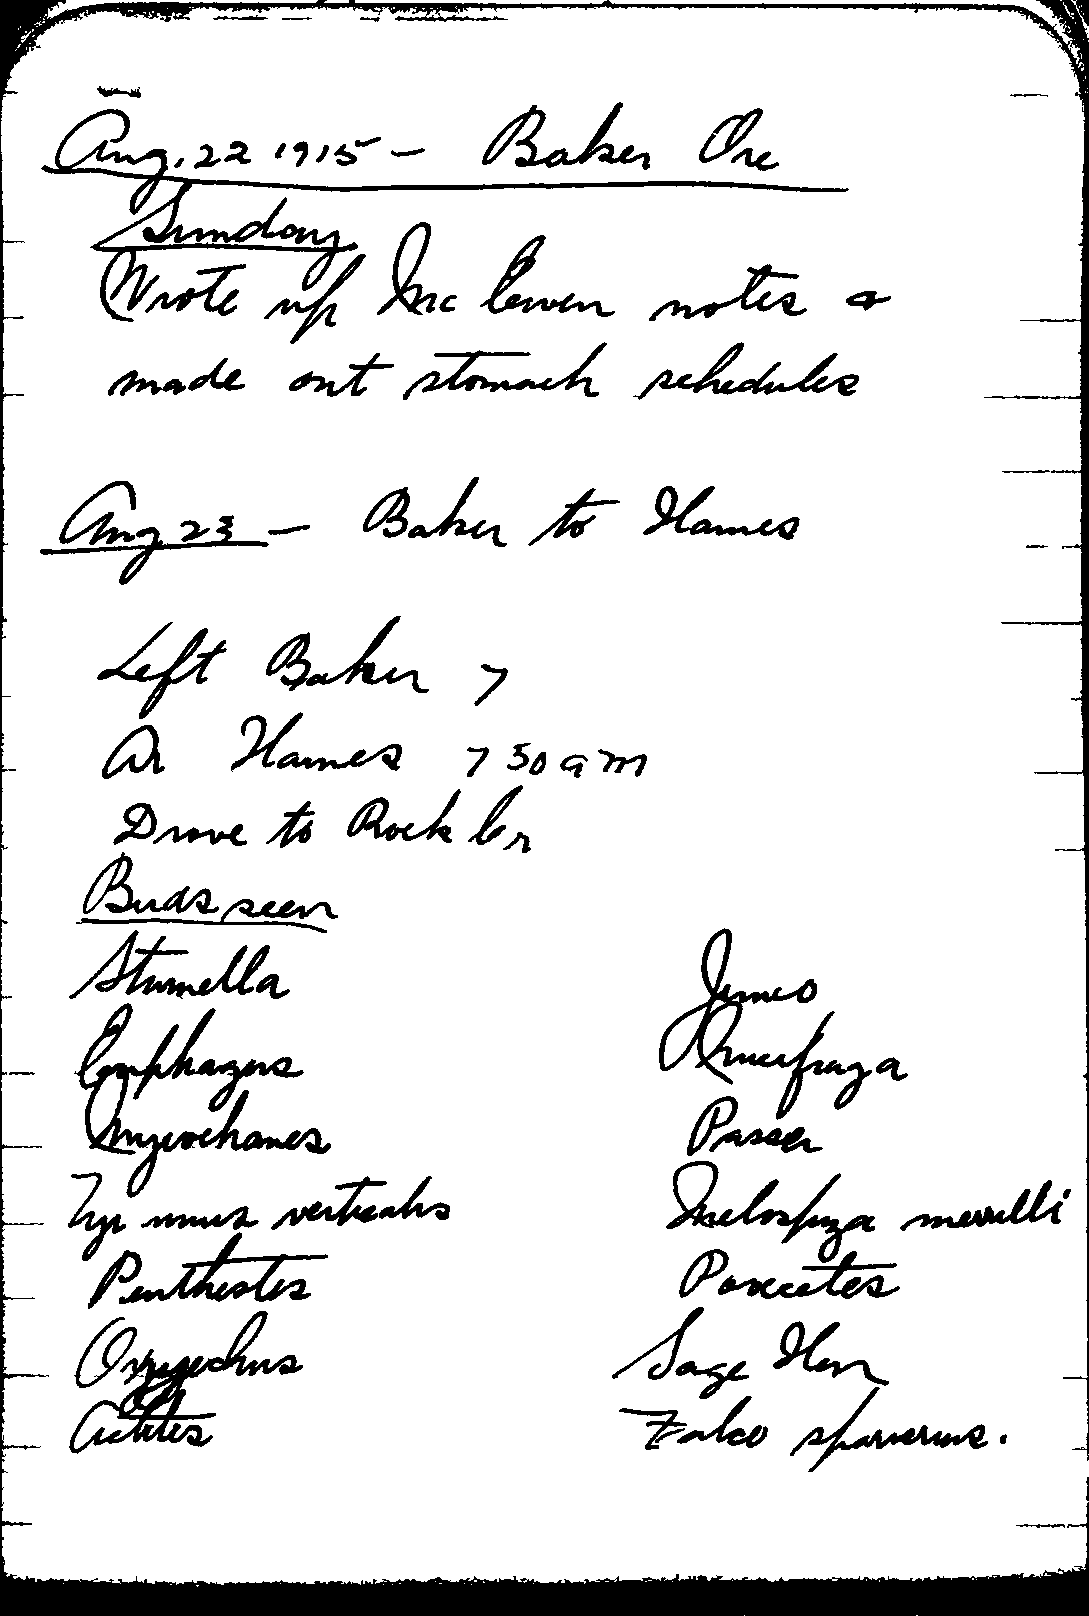 Aug. 22 1915 - Baker Ore
Sunday
Wrote up McEwen notes &
made out stomach schedules
Aug 23 - Baker to Haines
Left Baker 7
Ar Haines 7 30 am
Drove to Rock Cr
Birds seen
Sturnella
Euphagus
Myiochanes
Tyrannus verticalis
Penthestes
Oxyechus
Actitis
Junco
Nucifraga
Passer
Melospiza merrilli
Pooecetes
Sage Hen
Falco sparverius.